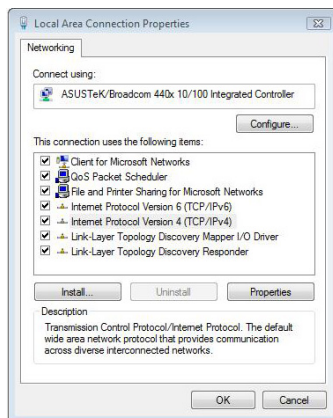 Local Area Connection Properties
Networking
Connect using:
ASUSTeK/Broadcom 440x 10/100 Integrated Controller
Configure...
This connection uses the following items:
Client for Microsoft Networks
QoS Packet Scheduler
File and Printer Sharing for Microsoft Networks
Internet Protocol Version 6 (TCP/IPv6)
Internet Protocol Version 4 (TCP/IPv4)
Link-Layer Topology Discovery Mapper I/O Driver
Link-Layer Topology Discovery Responder
Install... Uninstall Properties
Description
Transmission Control Protocol/Internet Protocol. The default
wide area network protocol that provides communication
across diverse interconnected networks.
OK Cancel